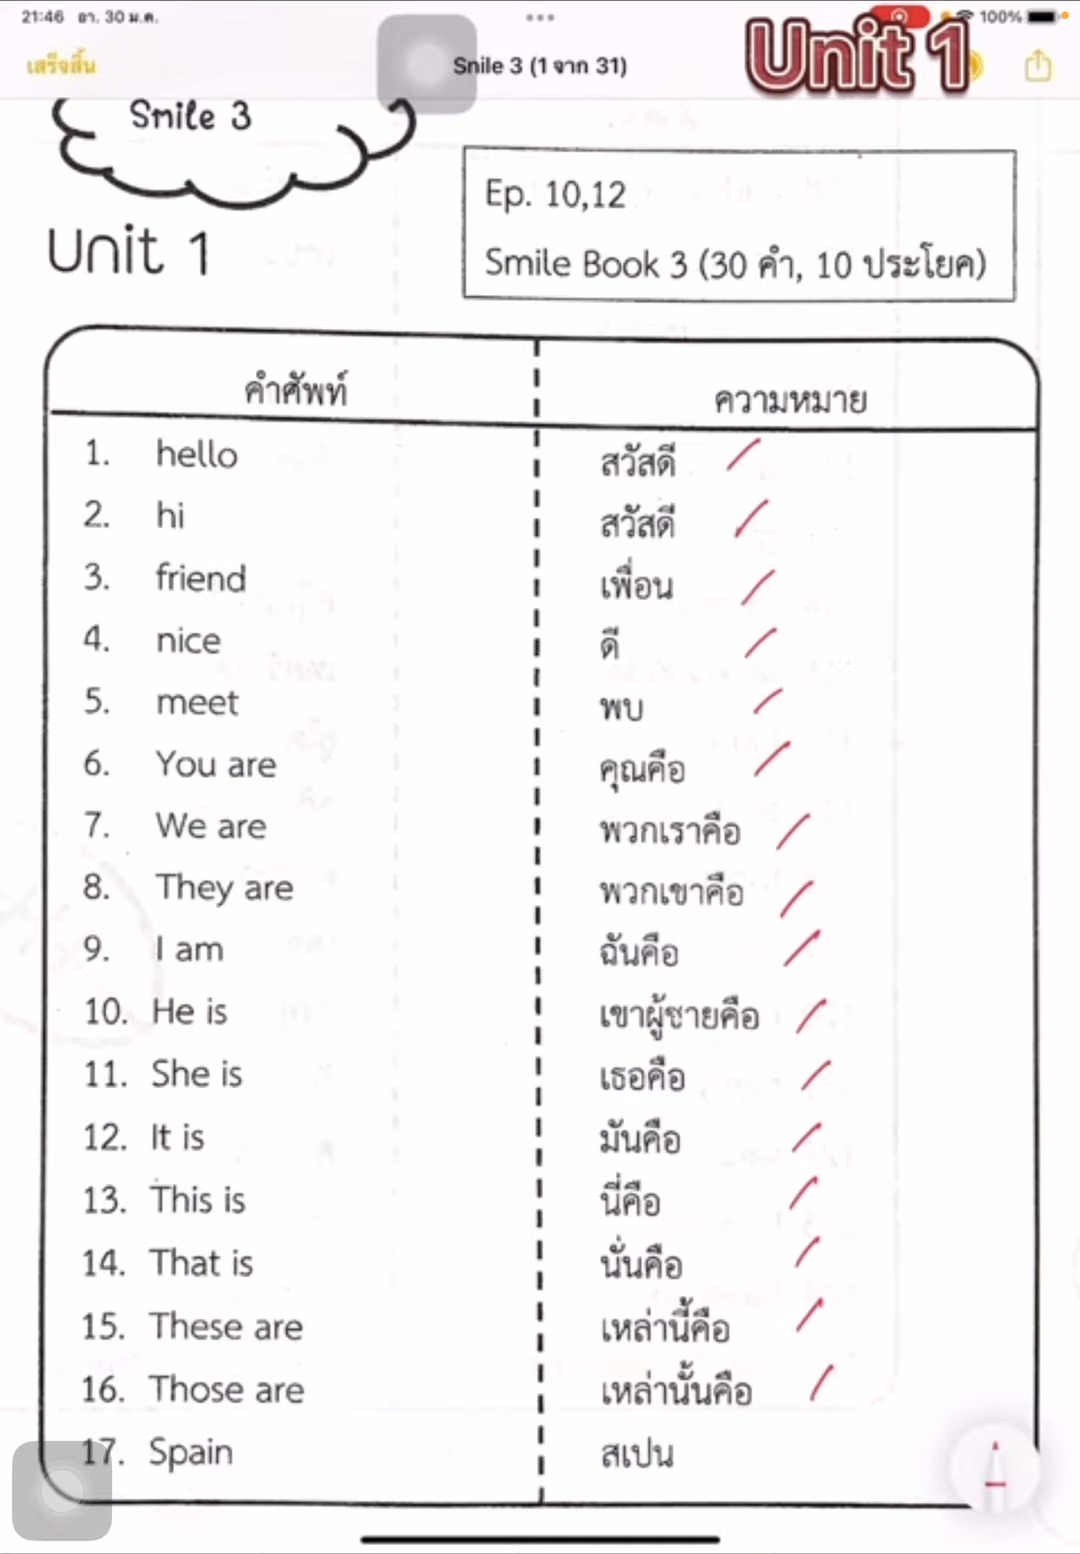 21:46 อา. 30 ม.ค.
100%
เสร็จสิ้น
Smile 3 (1 จาก 31)
Unit 1
Smile 3
Ep. 10,12
Unit 1
Smile Book 3 (30 คำ, 10 ประโยค)
คำศัพท์ ความหมาย
1. hello สวัสดี
2. hi สวัสดี
3. friend เพื่อน
4. nice ดี
5. meet พบ
6. You are คุณคือ
7. We are พวกเราคือ
8. They are พวกเขาคือ
9. I am ฉันคือ
10. He is เขาผู้ชายคือ
11. She is เธอคือ
12. It is มันคือ
13. This is นี่คือ
14. That is นั่นคือ
15. These are เหล่านี้คือ
16. Those are เหล่านั้นคือ
17. Spain สเปน